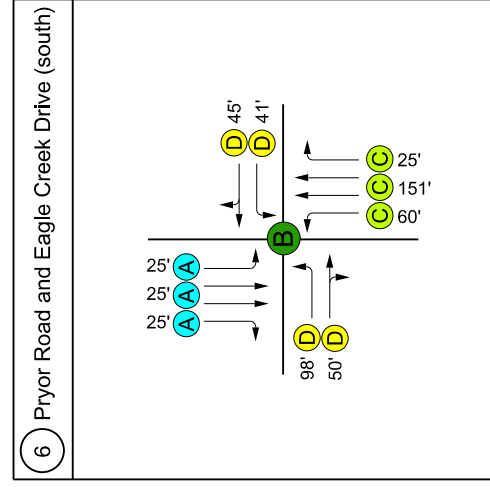 6 Pryor Road and Eagle Creek Drive (south)
D 45'
D 41'
25' A
25' A
25' A
B
C 25'
C 151'
C 60'
98' D
50' D